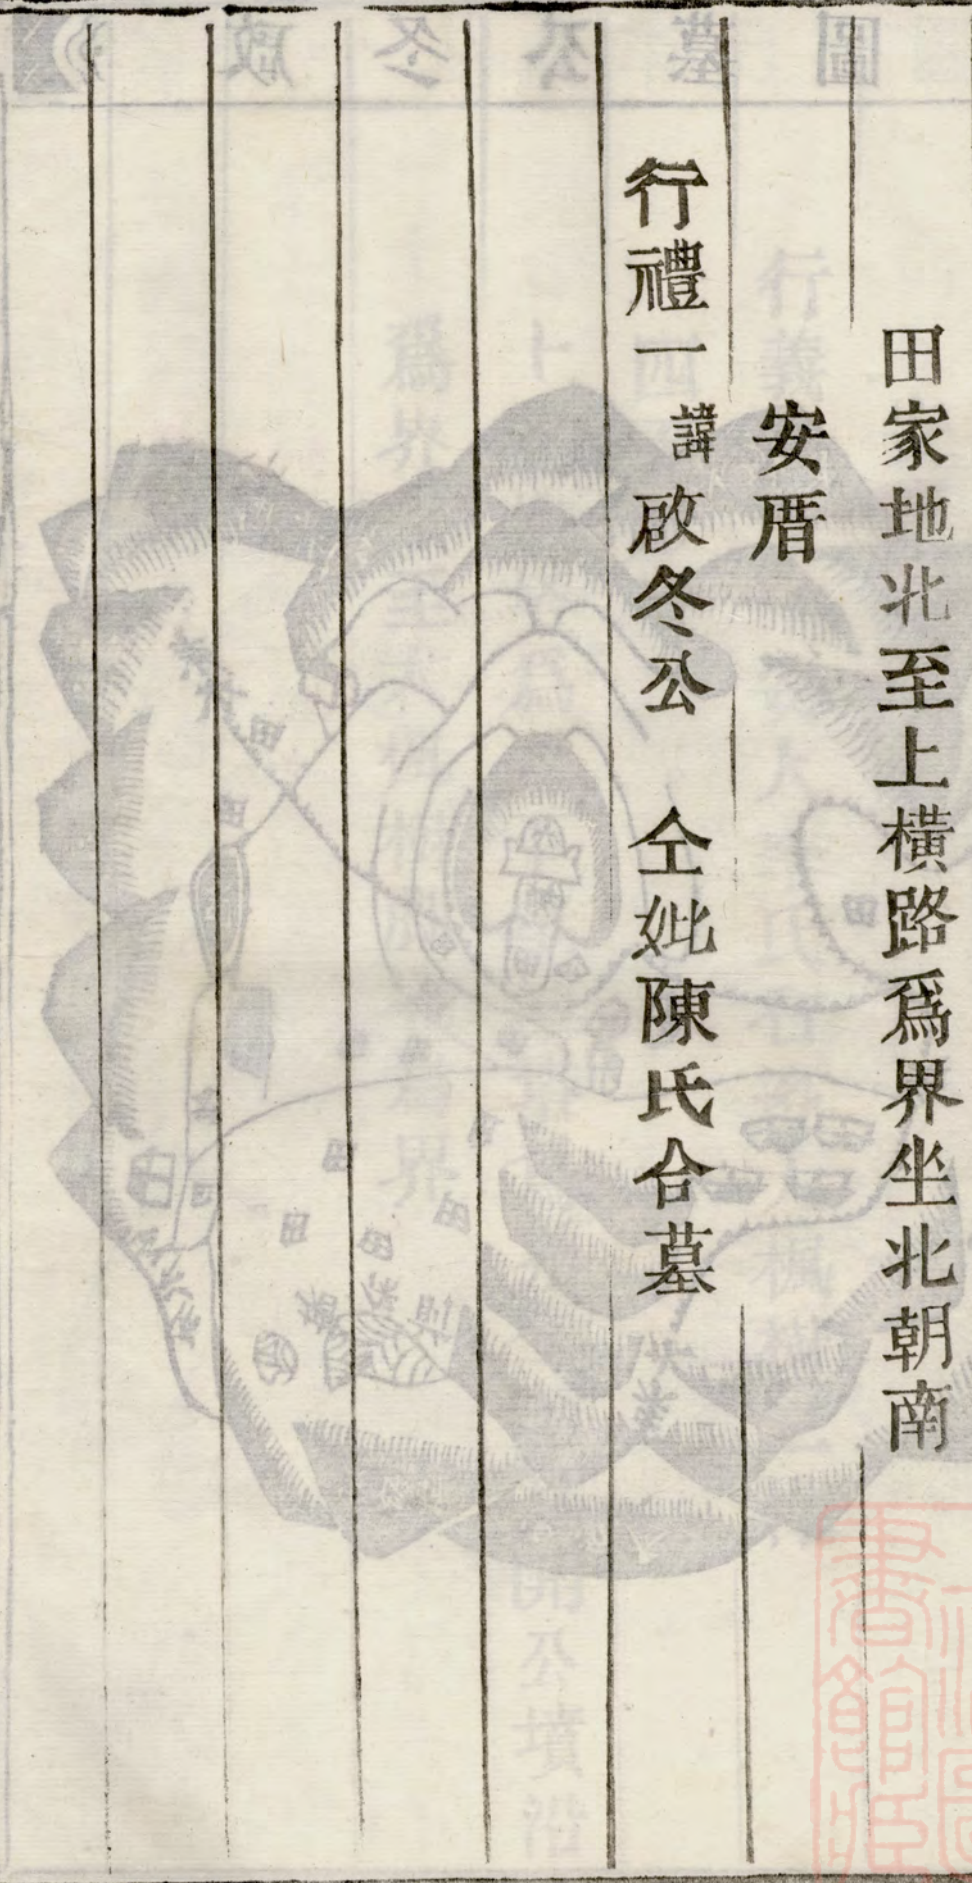 田家地北至上橫路爲界坐北朝南
安厝
行禮一諱啟冬公　仝妣陳氏合墓